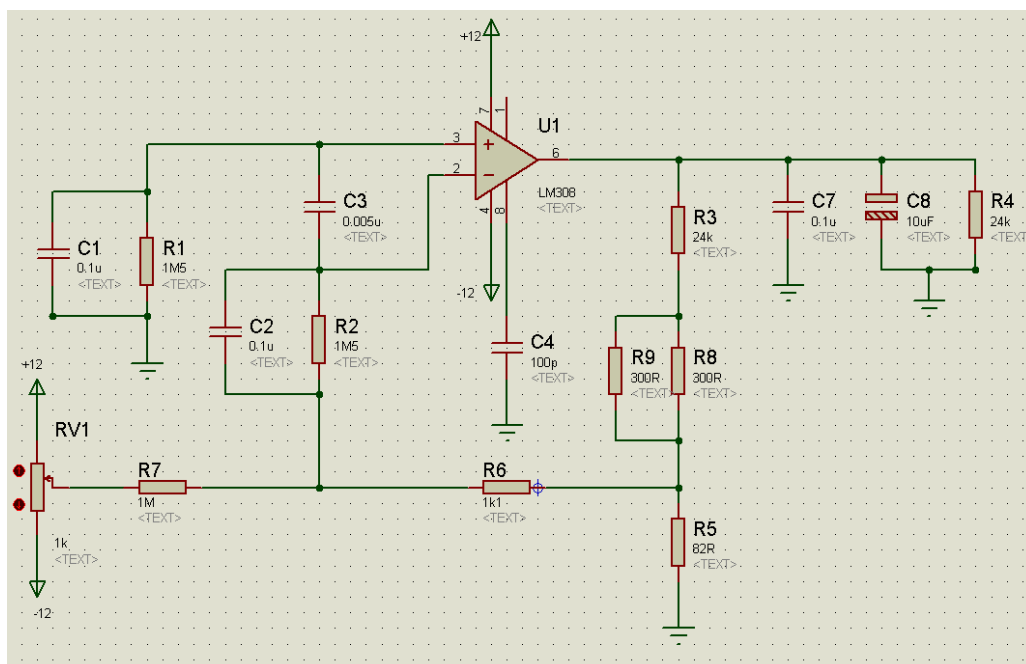 +12
7
1
U1
3
6
2
LM308
<TEXT>
4
8
-12
C3
0.005u
<TEXT>
C1
0.1u
<TEXT>
R1
1M5
<TEXT>
C2
0.1u
<TEXT>
R2
1M5
<TEXT>
R3
24k
<TEXT>
C7
0.1u
<TEXT>
C8
10uF
<TEXT>
R4
24k
<TEXT>
C4
100p
<TEXT>
R9
300R
<TEXT>
R8
300R
<TEXT>
+12
RV1
1k
<TEXT>
-12
R7
1M
<TEXT>
R6
1k1
<TEXT>
R5
82R
<TEXT>